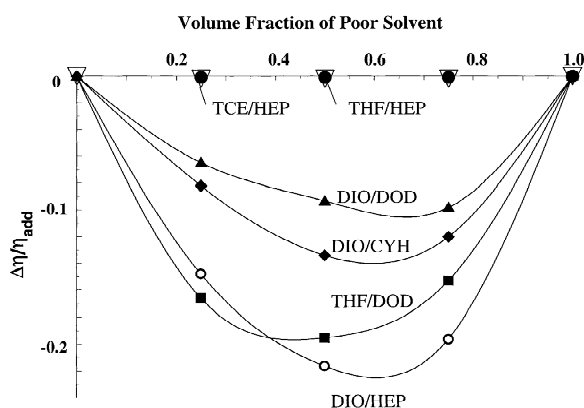 Volume Fraction of Poor Solvent
0.2 0.4 0.6 0.8 1.0
0
TCE/HEP THF/HEP
DIO/DOD
-0.1
DIO/CYH
Δη/ηadd
THF/DOD
-0.2
DIO/HEP